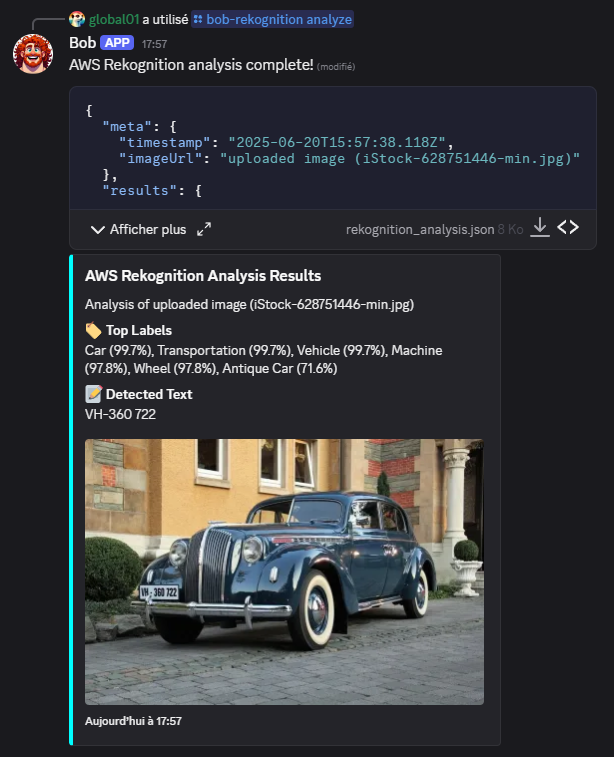 global01 a utilisé bob-rekognition analyze
Bob APP 17:57
AWS Rekognition analysis complete! (modifié)
{
"meta": {
"timestamp": "2025-06-20T15:57:38.118Z",
"imageUrl": "uploaded image (iStock-628751446-min.jpg)"
},
"results": {
Afficher plus rekognition_analysis.json 8 Ko
AWS Rekognition Analysis Results
Analysis of uploaded image (iStock-628751446-min.jpg)
Top Labels
Car (99.7%), Transportation (99.7%), Vehicle (99.7%), Machine
(97.8%), Wheel (97.8%), Antique Car (71.6%)
Detected Text
VH-360 722
VH-360 722
Aujourd'hui à 17:57